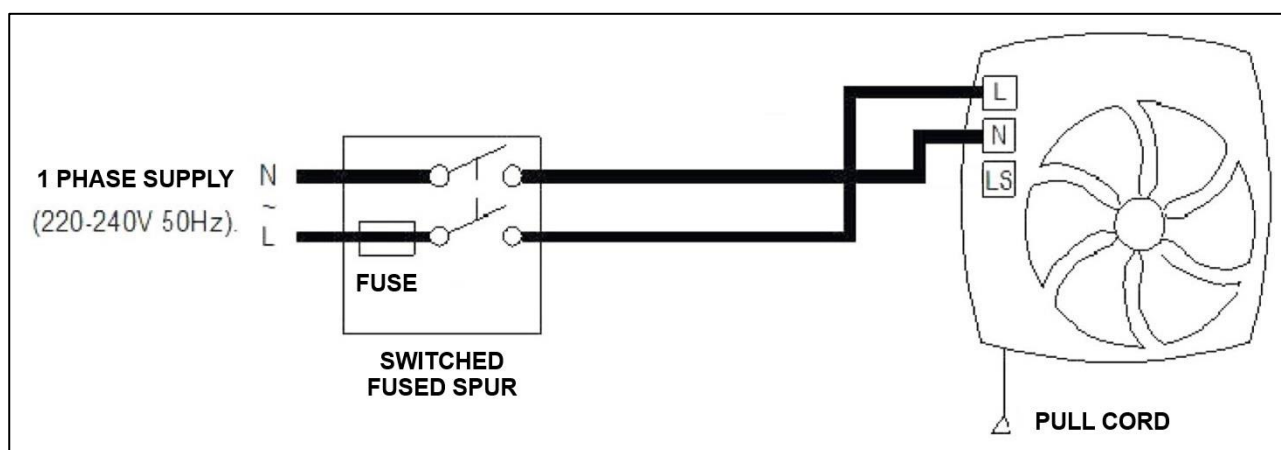 1 PHASE SUPPLY
(220-240V 50Hz).
N
~
L
FUSE
SWITCHED
FUSED SPUR
L
N
LS
PULL CORD